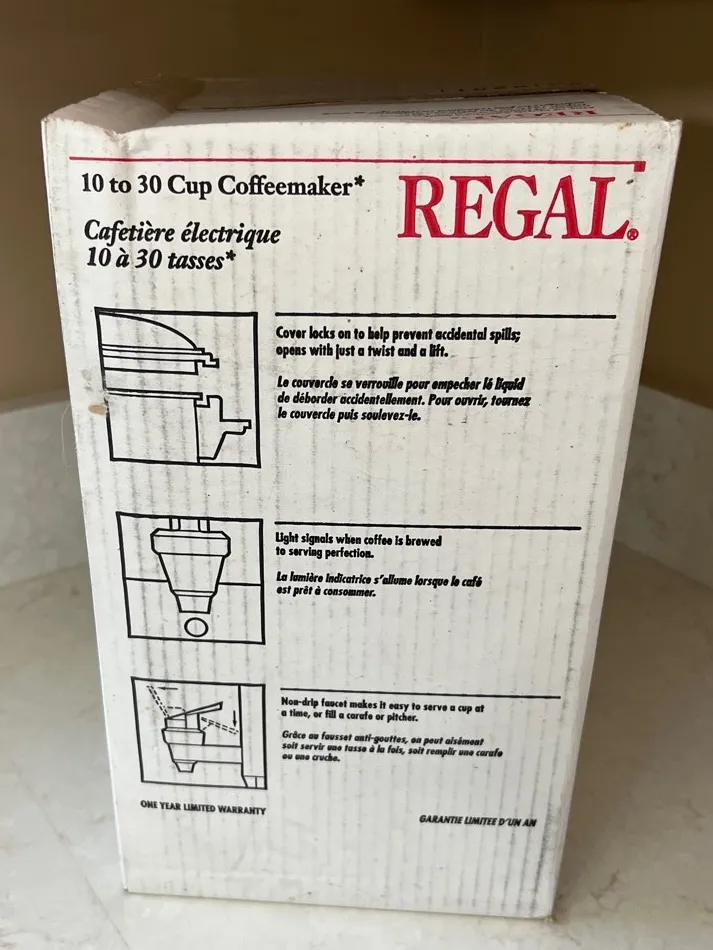 REGAL
10 to 30 Cup Coffeemaker*
REGAL®
Cafetière électrique
10 à 30 tasses*
Cover locks on to help prevent accidental spills;
opens with just a twist and a lift.
Le couvercle se verrouille pour empecher lé liquid
de déborder accidentellement. Pour ouvrir, tournez
le couvercle puis soulevez-le.
Light signals when coffee is brewed
to serving perfection.
La lumière indicatrice s'allume lorsque le café
est prêt à consommer.
Non-drip faucet makes it easy to serve a cup at
a time, or fill a carafe or pitcher.
Grâce au fausset anti-gouttes, on peut aisément
soit servir une tasse à la fois, soit remplir une carafe
ou une cruche.
ONE YEAR LIMITED WARRANTY
GARANTIE LIMITEE D'UN AN